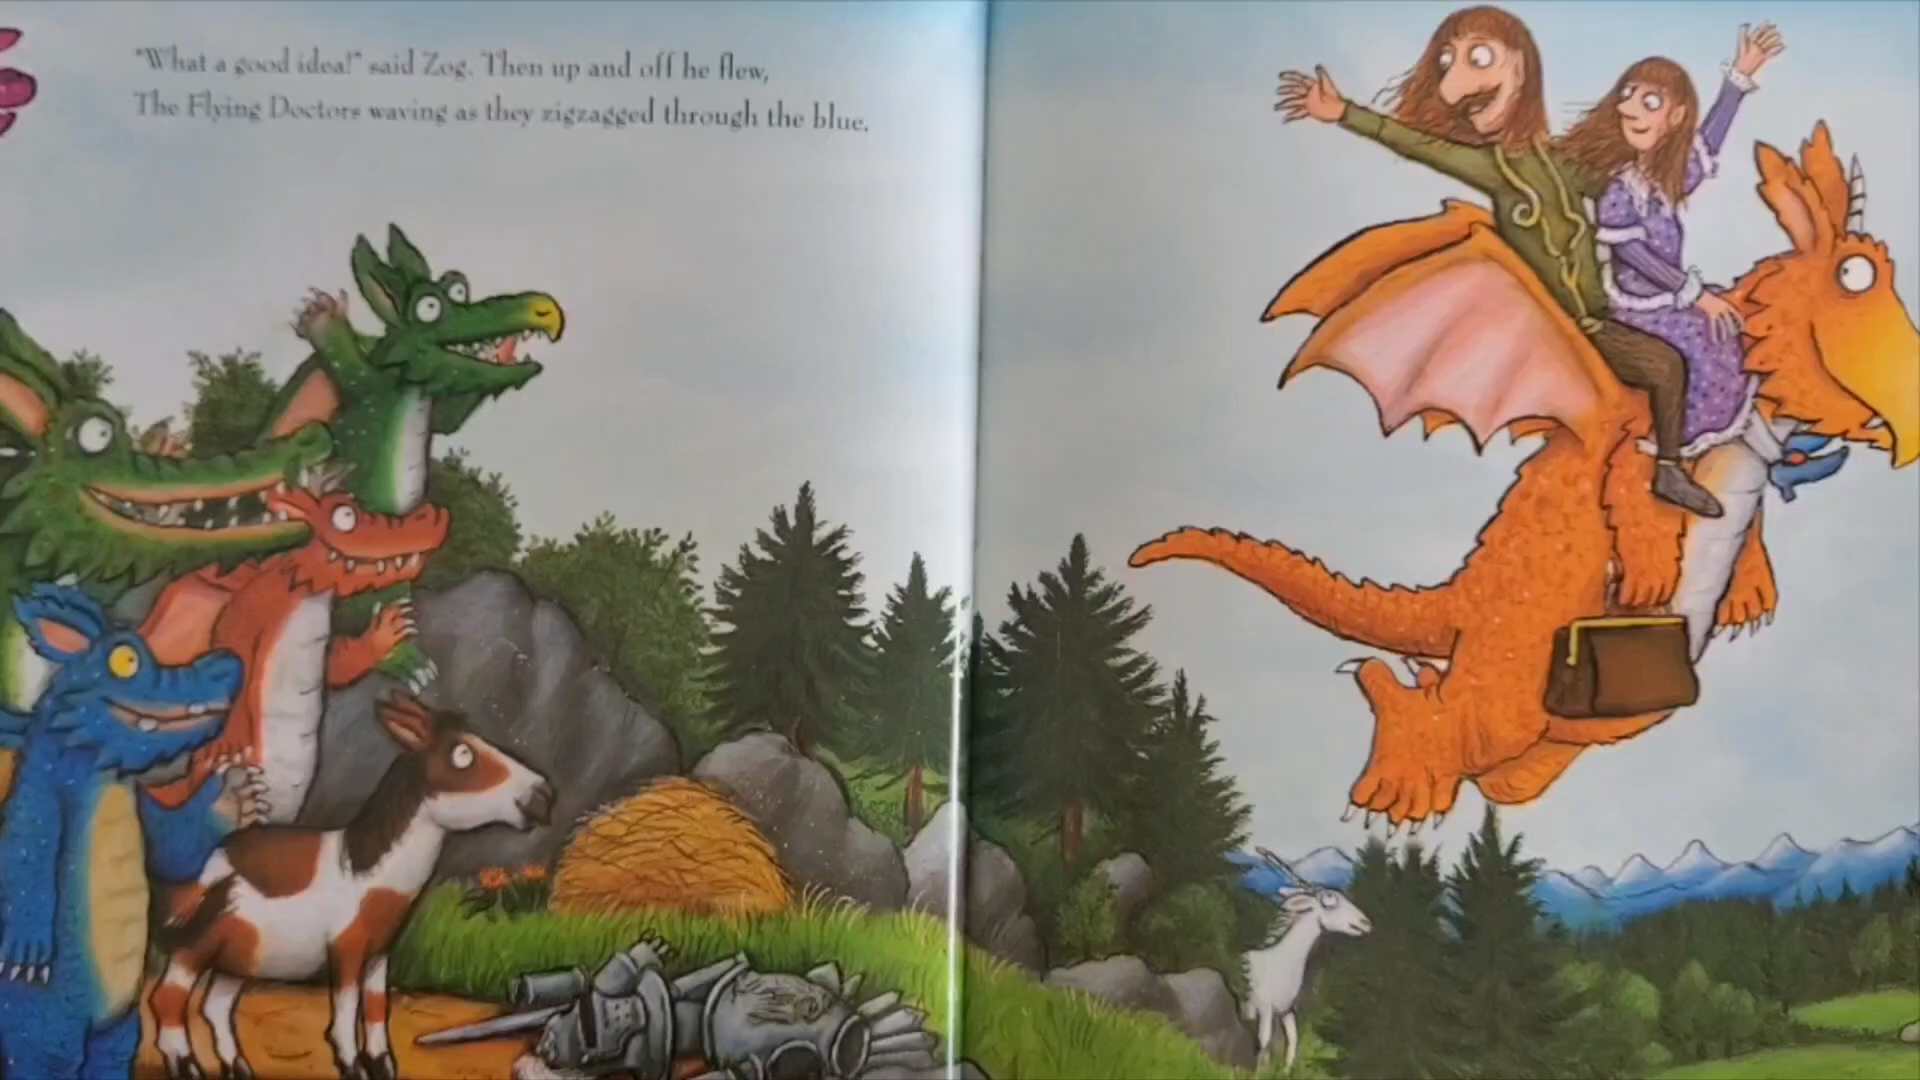 "What a good idea!" said Zog. Then up and off he flew,
The Flying Doctors waving as they zigzagged through the blue.